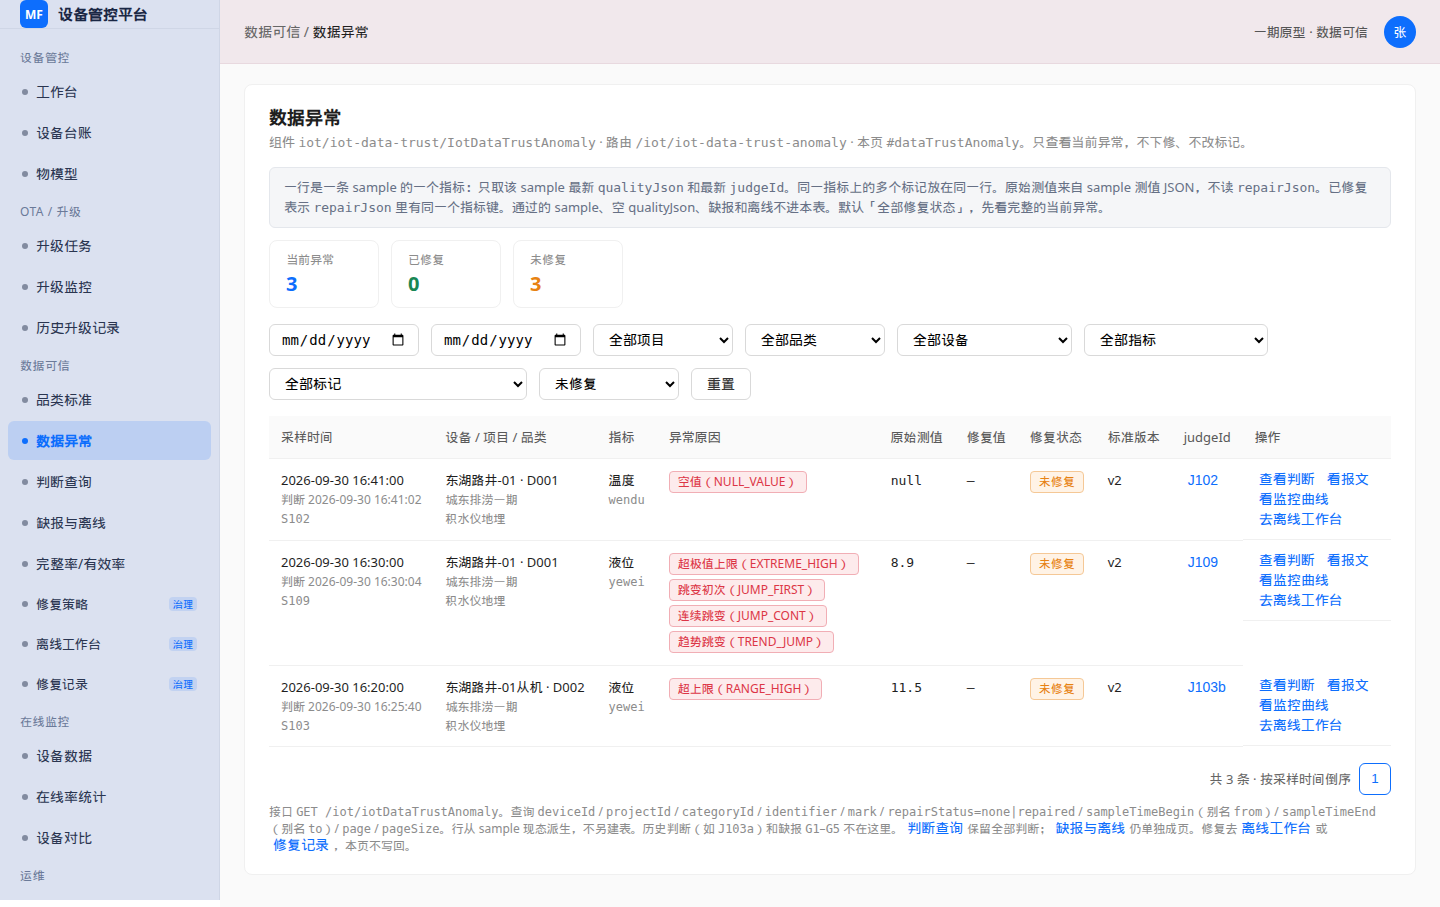 MF 设备管控平台
设备管控
工作台
设备台账
物模型
OTA / 升级
升级任务
升级监控
历史升级记录
数据可信
品类标准
数据异常
判断查询
缺报与离线
完整率/有效率
修复策略 治理
离线工作台 治理
修复记录 治理
在线监控
设备数据
在线率统计
设备对比
运维
数据可信 / 数据异常
一期原型 · 数据可信 张
数据异常
组件 iot/iot-data-trust/IotDataTrustAnomaly · 路由 /iot/iot-data-trust-anomaly · 本页 #dataTrustAnomaly。只查看当前异常，不下修、不改标记。
一行是一条 sample 的一个指标：只取该 sample 最新 qualityJson 和最新 judgeId。同一指标上的多个标记放在同一行。原始测值来自 sample 测值 JSON，不读 repairJson。已修复
表示 repairJson 里有同一个指标键。通过的 sample、空 qualityJson、缺报和离线不进本表。默认「全部修复状态」，先看完整的当前异常。
当前异常 已修复 未修复
3 0 3
mm/dd/yyyy mm/dd/yyyy 全部项目 全部品类 全部设备 全部指标
全部标记 未修复 重置
采样时间 设备 / 项目 / 品类 指标 异常原因 原始测值 修复值 修复状态 标准版本 judgeId 操作
2026-09-30 16:41:00 东湖路井-01 · D001 温度 空值（NULL_VALUE） null – 未修复 v2 J102 查看判断 看报文
判断 2026-09-30 16:41:02 城东排涝一期 wendu 看监控曲线
S102 积水仪地埋 去离线工作台
2026-09-30 16:30:00 东湖路井-01 · D001 液位 超极值上限（EXTREME_HIGH） 8.9 – 未修复 v2 J109 查看判断 看报文
判断 2026-09-30 16:30:04 城东排涝一期 yewei 跳变初次（JUMP_FIRST） 看监控曲线
S109 积水仪地埋 连续跳变（JUMP_CONT） 去离线工作台
趋势跳变（TREND_JUMP）
2026-09-30 16:20:00 东湖路井-01从机 · D002 液位 超上限（RANGE_HIGH） 11.5 – 未修复 v2 J103b 查看判断 看报文
判断 2026-09-30 16:25:40 城东排涝一期 yewei 看监控曲线
S103 积水仪地埋 去离线工作台
共 3 条 · 按采样时间倒序 1
接口 GET /iot/iotDataTrustAnomaly。查询 deviceId / projectId / categoryId / identifier / mark / repairStatus=none|repaired / sampleTimeBegin（别名 from）/ sampleTimeEnd
（别名 to）/ page / pageSize。行从 sample 现态派生，不另建表。历史判断（如 J103a）和缺报 G1–G5 不在这里。 判断查询 保留全部判断； 缺报与离线 仍单独成页。修复去 离线工作台 或
修复记录 ，本页不写回。